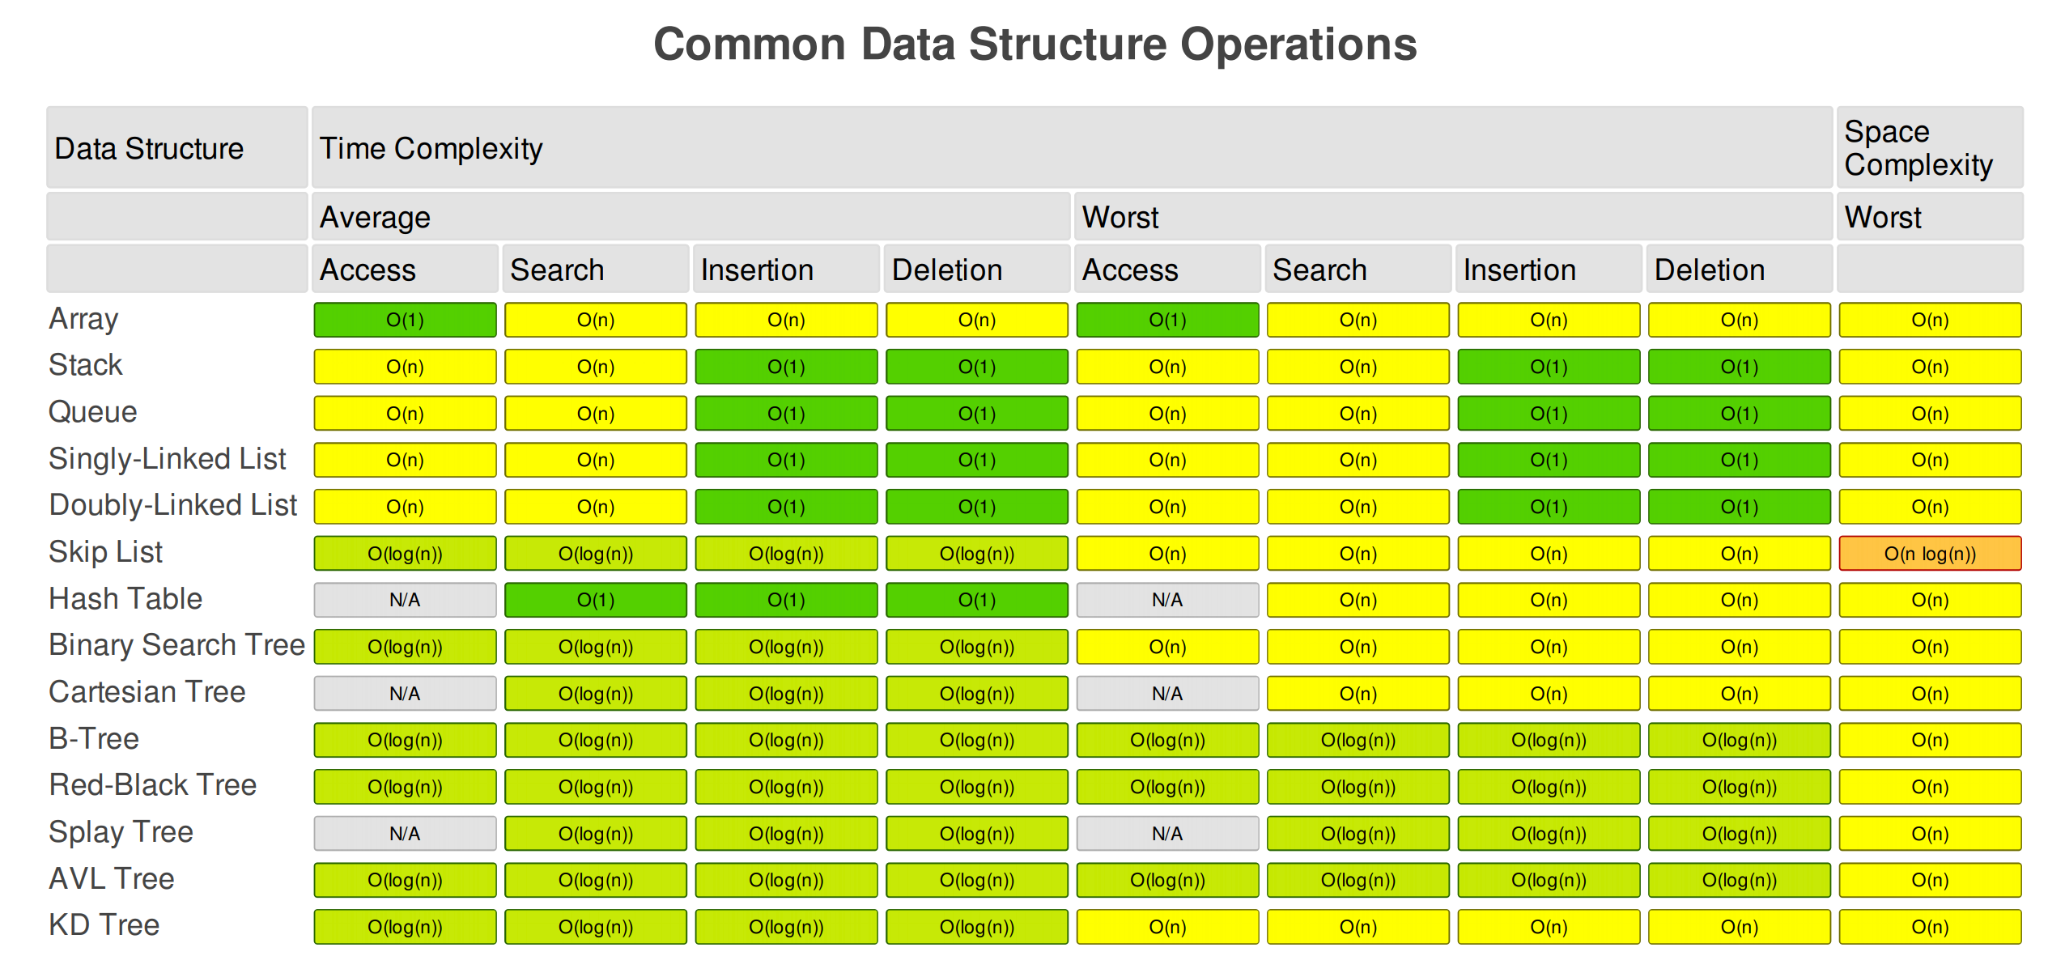 Common Data Structure Operations
Data Structure Time Complexity Space Complexity
Average Worst Worst
Access Search Insertion Deletion Access Search Insertion Deletion
Array O(1) O(n) O(n) O(n) O(1) O(n) O(n) O(n) O(n)
Stack O(n) O(n) O(1) O(1) O(n) O(n) O(1) O(1) O(n)
Queue O(n) O(n) O(1) O(1) O(n) O(n) O(1) O(1) O(n)
Singly-Linked List O(n) O(n) O(1) O(1) O(n) O(n) O(1) O(1) O(n)
Doubly-Linked List O(n) O(n) O(1) O(1) O(n) O(n) O(1) O(1) O(n)
Skip List O(log(n)) O(log(n)) O(log(n)) O(log(n)) O(n) O(n) O(n) O(n) O(n log(n))
Hash Table N/A O(1) O(1) O(1) N/A O(n) O(n) O(n) O(n)
Binary Search Tree O(log(n)) O(log(n)) O(log(n)) O(log(n)) O(n) O(n) O(n) O(n) O(n)
Cartesian Tree N/A O(log(n)) O(log(n)) O(log(n)) N/A O(n) O(n) O(n) O(n)
B-Tree O(log(n)) O(log(n)) O(log(n)) O(log(n)) O(log(n)) O(log(n)) O(log(n)) O(log(n)) O(n)
Red-Black Tree O(log(n)) O(log(n)) O(log(n)) O(log(n)) O(log(n)) O(log(n)) O(log(n)) O(log(n)) O(n)
Splay Tree N/A O(log(n)) O(log(n)) O(log(n)) N/A O(log(n)) O(log(n)) O(log(n)) O(n)
AVL Tree O(log(n)) O(log(n)) O(log(n)) O(log(n)) O(log(n)) O(log(n)) O(log(n)) O(log(n)) O(n)
KD Tree O(log(n)) O(log(n)) O(log(n)) O(log(n)) O(n) O(n) O(n) O(n) O(n)